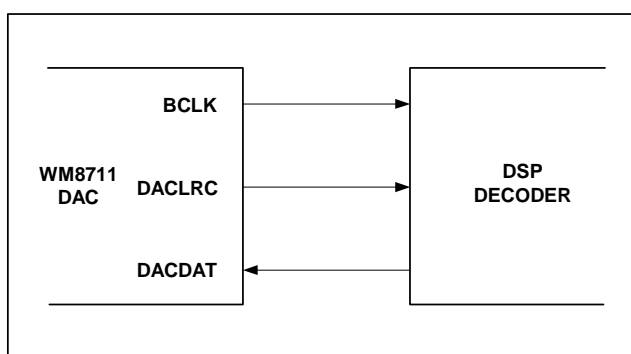 BCLK
WM8711
DAC
DACLRC
DSP
DECODER
DACDAT